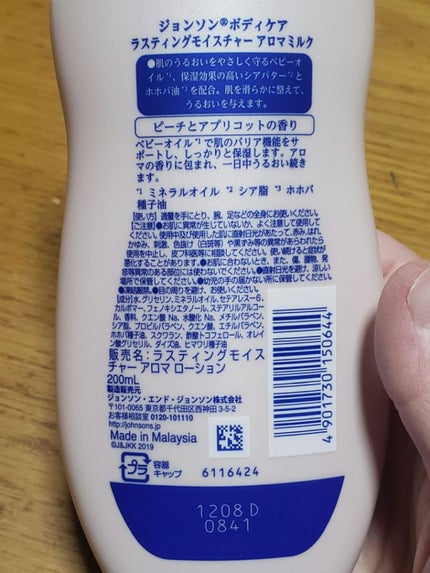 ジョンソン®ボディケア
ラスティングモイスチャー アロマミルク
●肌のうるおいをやさしく守るベビーオ
イル*1、保湿効果の高いシアバター*2と
ホホバ油*3を配合。肌を滑らかに整えて、
うるおいを与えます。
ピーチとアプリコットの香り
ベビーオイル*1で肌のバリア機能をサ
ポートし、しっかりと保湿します。アロ
マの香りに包まれ、一日中うるおい続き
ます。
*1 ミネラルオイル *2 シア脂 *3 ホホバ
種子油
【使い方】適量を手にとり、腕、足などの全身にお使いください。
【ご注意】●お肌に異常が生じていないか、よく注意して使用して
ください。使用中及び使用した肌に直射日光があたって、赤み、はれ、
かゆみ、刺激、色抜け(白斑等)や黒ずみ等の異常があらわれたら
使用を中止し、皮フ科医等に相談してください。使い続けると症状が
悪化することがあります。●お肌に合わないとき、また、傷、腫物、湿
疹等異常のある部位には使わないでください。●直射日光を避け、涼しい
場所で保管してください。●幼児の手の届かない所に保管してください。
●凍結厳禁。●目の周りを避け、お使いください。
【成分】水、グリセリン、ミネラルオイル、セテアレス-6、
カルボマー、フェノキシエタノール、ステアリルアルコー
ル、香料、クエン酸 Na、水酸化 Na、メチルパラベン、
シア脂、プロピルパラベン、クエン酸、エチルパラベン、
ホホバ種子油、スクワラン、酢酸トコフェロール、オレイ
ン酸グリセリル、ダイズ油、ヒマワリ種子油
販売名:ラスティングモイス
チャー アロマ ローション
200mL
製造販売元
ジョンソン・エンド・ジョンソン株式会社
〒101-0065 東京都千代田区西神田 3-5-2
お客様相談室 0120-101110
http://johnsons.jp
Made in Malaysia
©J&JKK 2019
プラ
容器
キャップ
6116424
4901730150644
1208D
0841